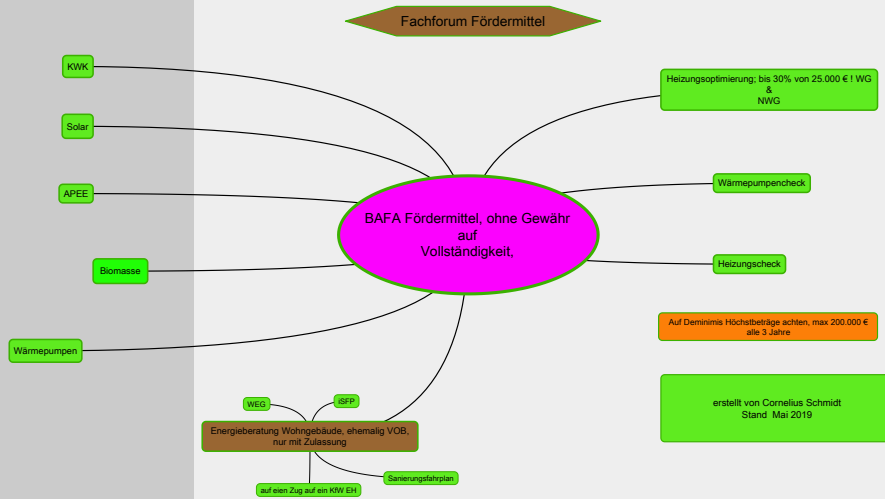 Fachforum Fördermittel
KWK
Solar
APEE
Biomasse
Wärmepumpen
BAFA Fördermittel, ohne Gewähr
auf
Vollständigkeit,
Heizungsoptimierung; bis 30% von 25.000 € ! WG
&
NWG
Wärmepumpencheck
Heizungscheck
Auf Deminimis Höchstbeträge achten, max 200.000 €
alle 3 Jahre
erstellt von Cornelius Schmidt
Stand Mai 2019
WEG
iSFP
Energieberatung Wohngebäude, ehemalig VOB,
nur mit Zulassung
Sanierungsfahrplan
auf eien Zug auf ein KfW EH